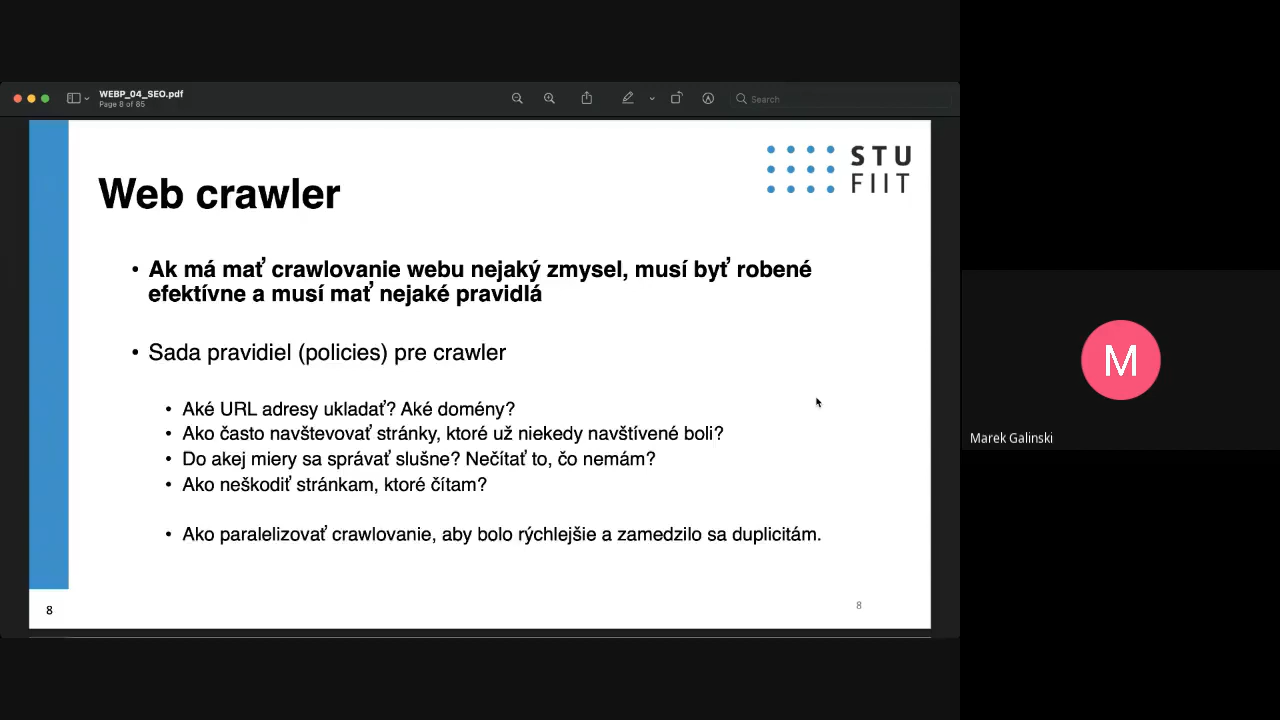 WEBP_04_SEO.pdf
Page 8 of 85
Search
STU
FIIT
Web crawler
• Ak má mať crawlovanie webu nejaký zmysel, musí byť robené
efektívne a musí mať nejaké pravidlá
• Sada pravidiel (policies) pre crawler
• Aké URL adresy ukladať? Aké domény?
• Ako často navštevovať stránky, ktoré už niekedy navštívené boli?
• Do akej miery sa správať slušne? Nečítať to, čo nemám?
• Ako neškodiť stránkam, ktoré čítam?
• Ako paralelizovať crawlovanie, aby bolo rýchlejšie a zamedzilo sa duplicitám.
8
8
M
Marek Galinski